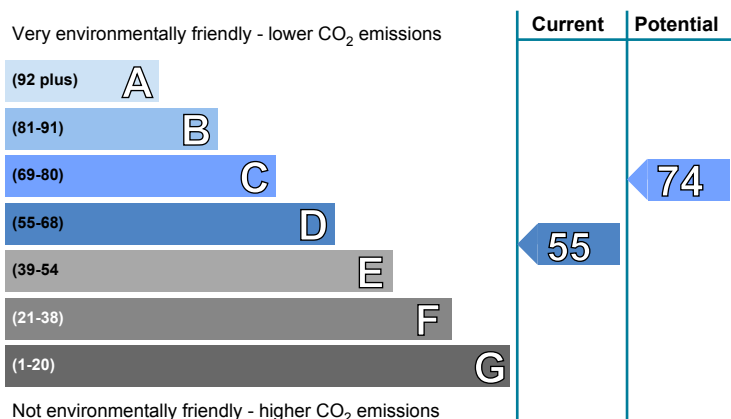 Very environmentally friendly - lower CO2 emissions
Current
Potential
(92 plus) A
(81-91) B
(69-80) C
74
(55-68) D
55
(39-54 E
(21-38) F
(1-20) G
Not environmentally friendly - higher CO2 emissions